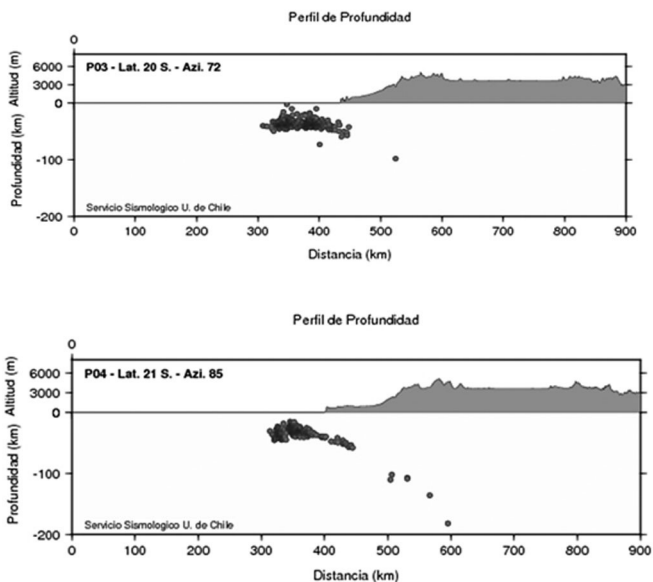 Perfil de Profundidad
0
P03 - Lat. 20 S. - Azi. 72
Altitud (m)
6000
3000
0
Profundidad (km)
-100
-200
Servicio Sismologico U. de Chile
0 100 200 300 400 500 600 700 800 900
Distancia (km)
Perfil de Profundidad
0
P04 - Lat. 21 S. - Azi. 85
Altitud (m)
6000
3000
0
Profundidad (km)
-100
-200
Servicio Sismologico U. de Chile
0 100 200 300 400 500 600 700 800 900
Distancia (km)